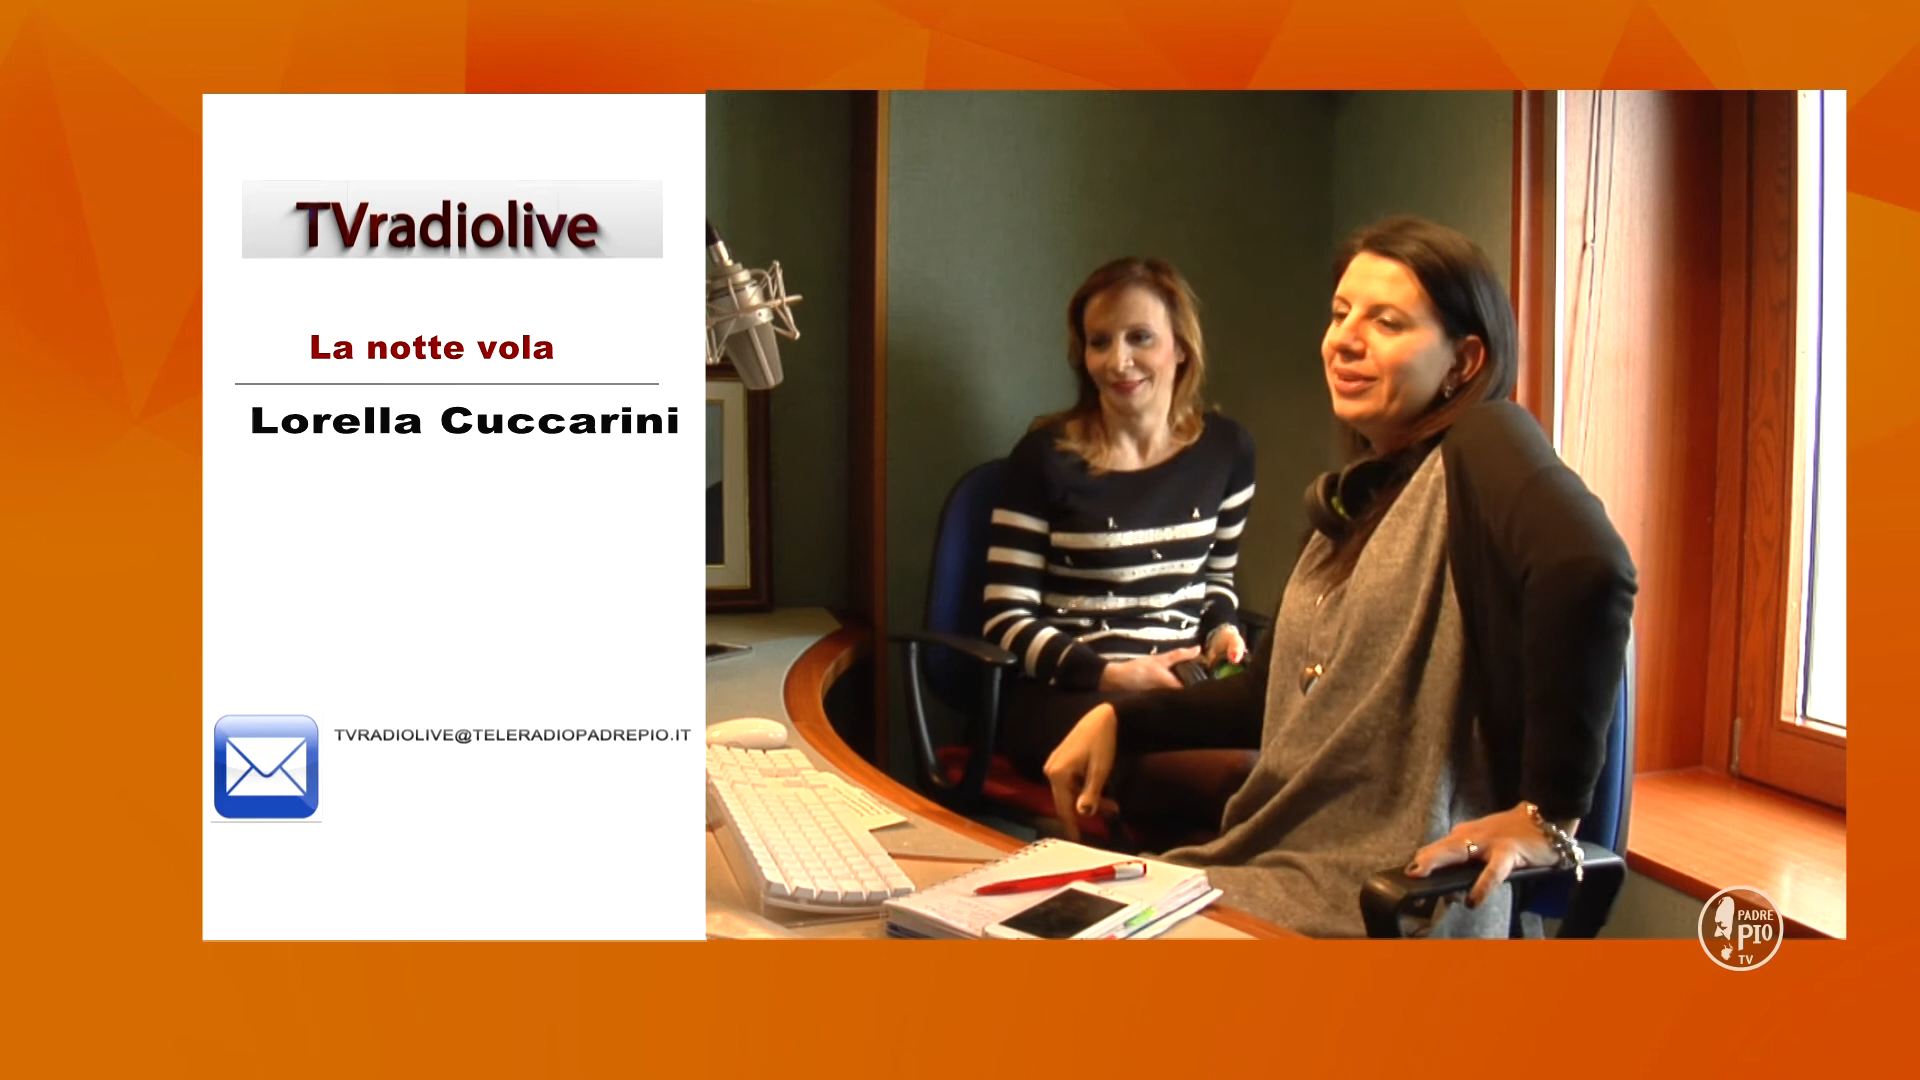 TVradiolive
La notte vola
Lorella Cuccarini
TVRADIOLIVE@TELERADIOPADREPIO.IT
PADRE
PIO
TV